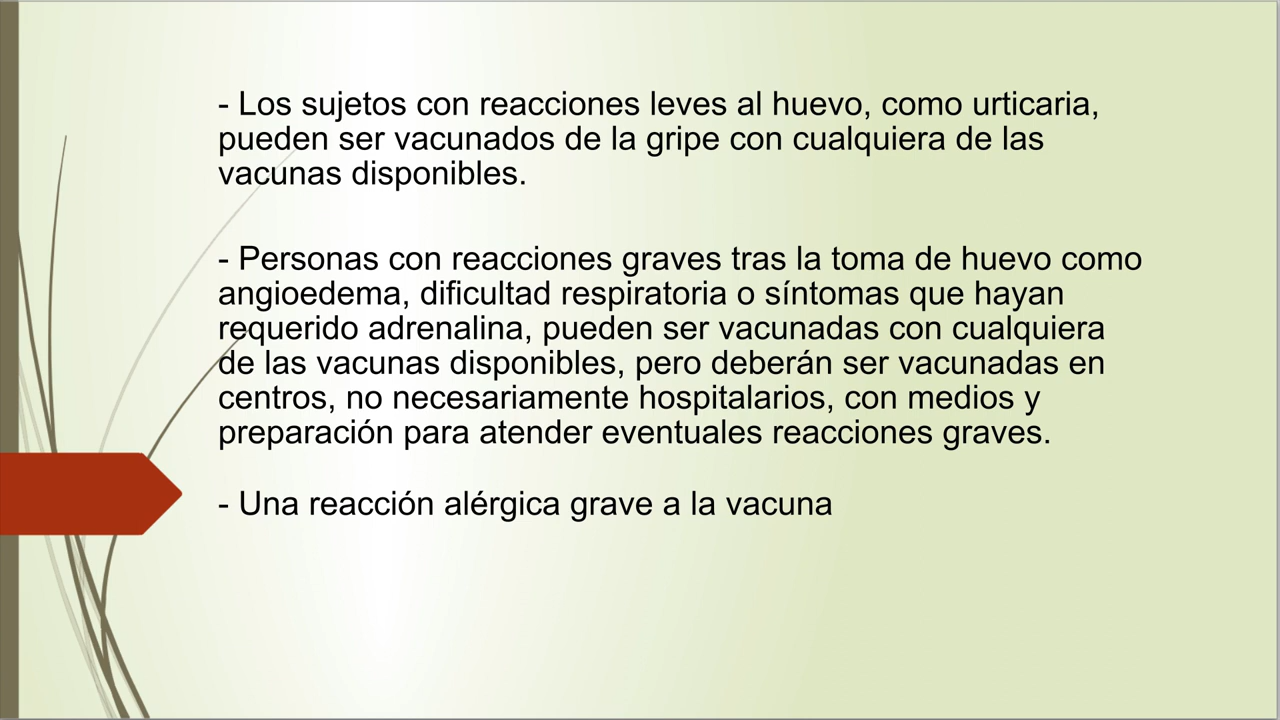 - Los sujetos con reacciones leves al huevo, como urticaria,
pueden ser vacunados de la gripe con cualquiera de las
vacunas disponibles.
- Personas con reacciones graves tras la toma de huevo como
angioedema, dificultad respiratoria o síntomas que hayan
requerido adrenalina, pueden ser vacunadas con cualquiera
de las vacunas disponibles, pero deberán ser vacunadas en
centros, no necesariamente hospitalarios, con medios y
preparación para atender eventuales reacciones graves.
- Una reacción alérgica grave a la vacuna